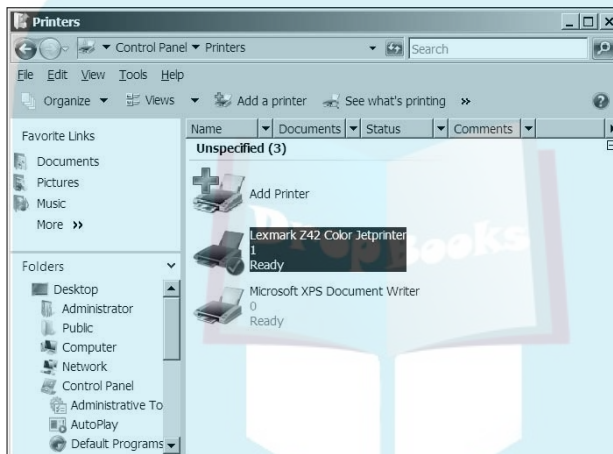 Printers
Control Panel ▾ Printers
Search
File Edit View Tools Help
Organize Views Add a printer See what's printing »
Favorite Links
Documents
Pictures
Music
More »
Folders
Desktop
Administrator
Public
Computer
Network
Control Panel
Administrative To
AutoPlay
Default Programs
Name Documents Status Comments
Unspecified (3)
Add Printer
Lexmark Z42 Color Jetprinter
1
Ready
Microsoft XPS Document Writer
0
Ready
DropBooks